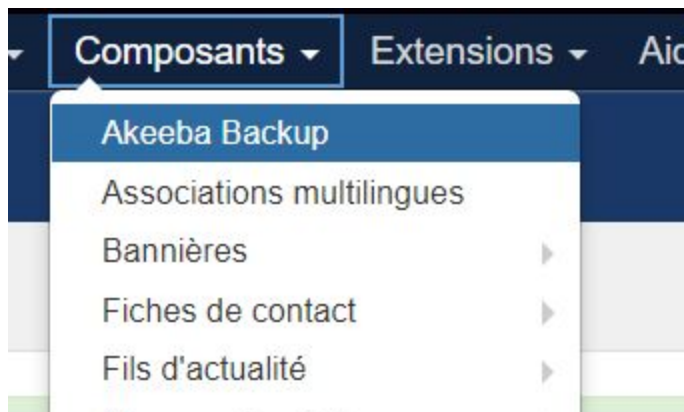 Composants Extensions
Akeeba Backup
Associations multilingues
Bannières
Fiches de contact
Fils d'actualité